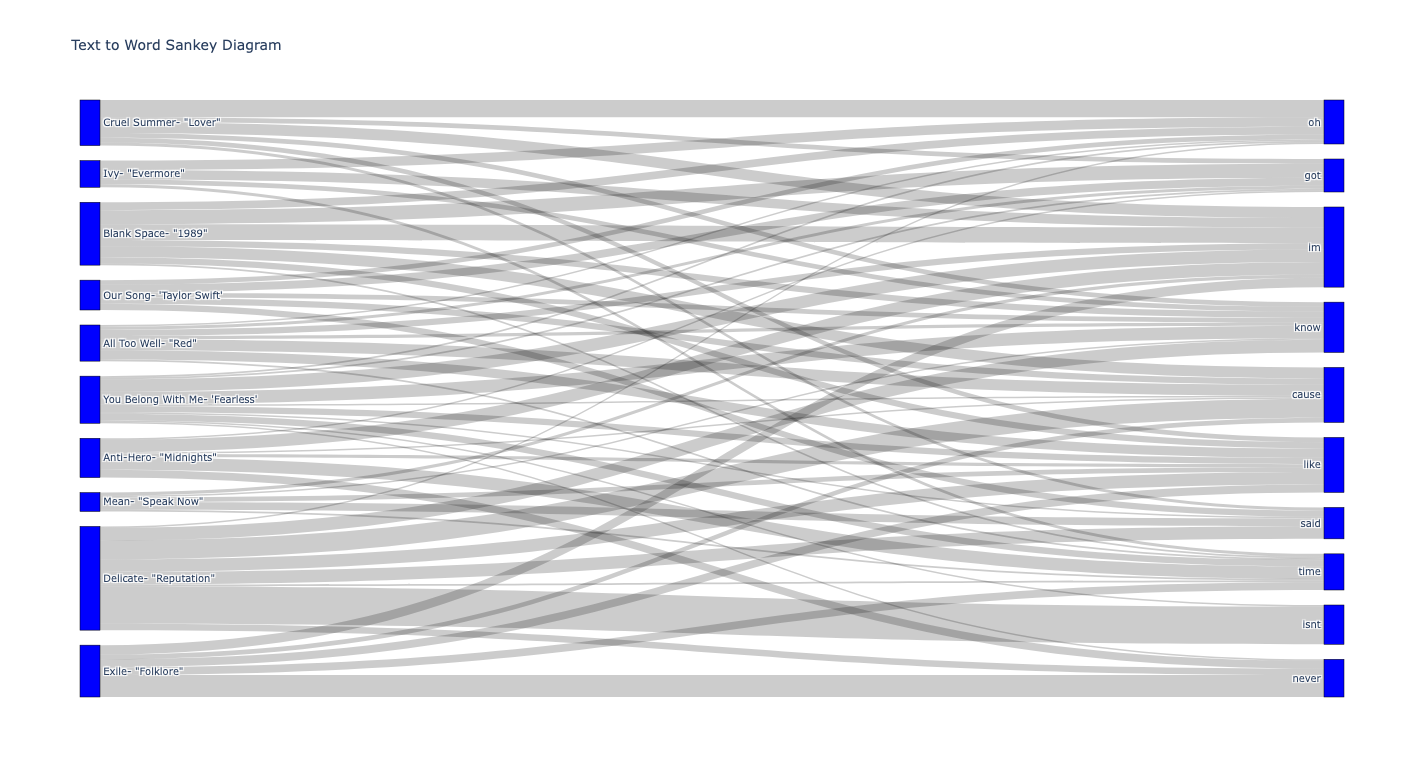 Text to Word Sankey Diagram
Cruel Summer- "Lover"
Ivy- "Evermore"
Blank Space- "1989"
Our Song- 'Taylor Swift'
All Too Well- "Red"
You Belong With Me- 'Fearless'
Anti-Hero- "Midnights"
Mean- "Speak Now"
Delicate- "Reputation"
Exile- "Folklore"
oh
got
im
know
cause
like
said
time
isnt
never